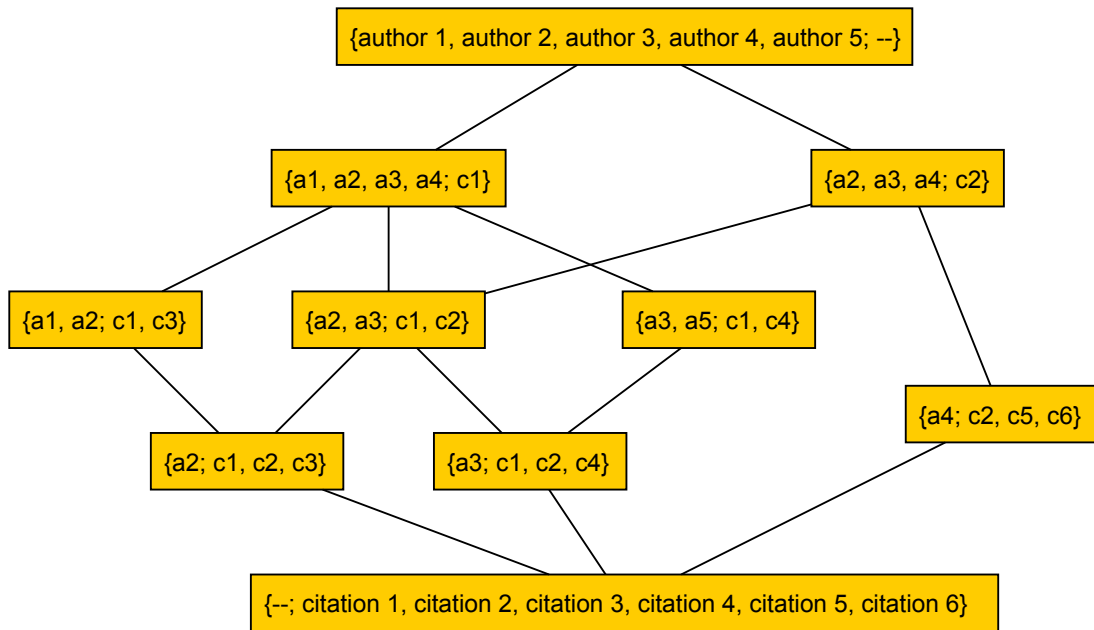 {author 1, author 2, author 3, author 4, author 5; --}
{a1, a2, a3, a4; c1}
{a2, a3, a4; c2}
{a1, a2; c1, c3}
{a2, a3; c1, c2}
{a3, a5; c1, c4}
{a4; c2, c5, c6}
{a2; c1, c2, c3}
{a3; c1, c2, c4}
{--; citation 1, citation 2, citation 3, citation 4, citation 5, citation 6}